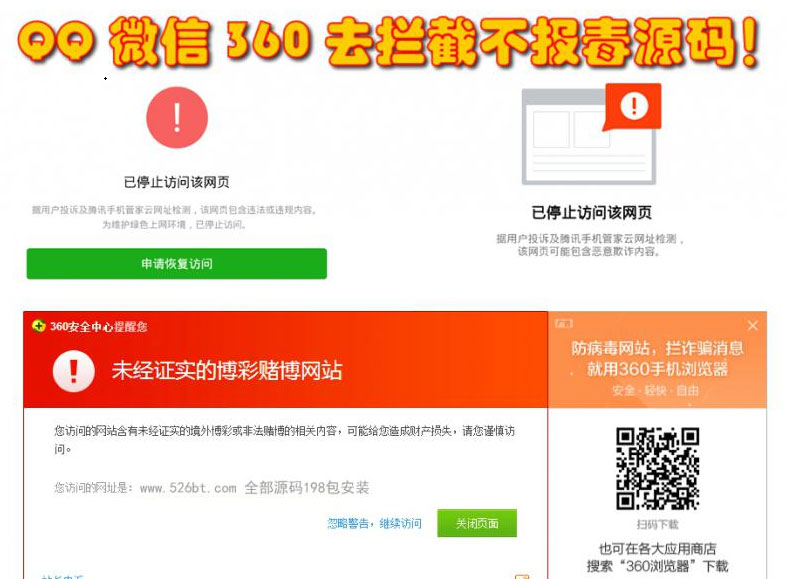 QQ 微信 360 去拦截不报毒源码!
已停止访问该网页
据用户投诉及腾讯手机管家云网址检测，该网页包含违法或违规内容。
为维护绿色上网环境，已停止访问。
申请恢复访问
已停止访问该网页
据用户投诉及腾讯手机管家云网址检测，
该网页可能包含恶意欺诈内容。
360安全中心提醒您
未经证实的博彩赌博网站
您访问的网站含有未经证实的境外博彩或非法赌博的相关内容，可能给您造成财产损失，请您谨慎访
问。
您访问的网址是：www.526bt.com 全部源码198包安装
忽略警告，继续访问
关闭页面
防病毒网站，拦诈骗消息
就用360手机浏览器
安全·轻快·自由
扫码下载
也可在各大应用商店
搜索“360浏览器”下载